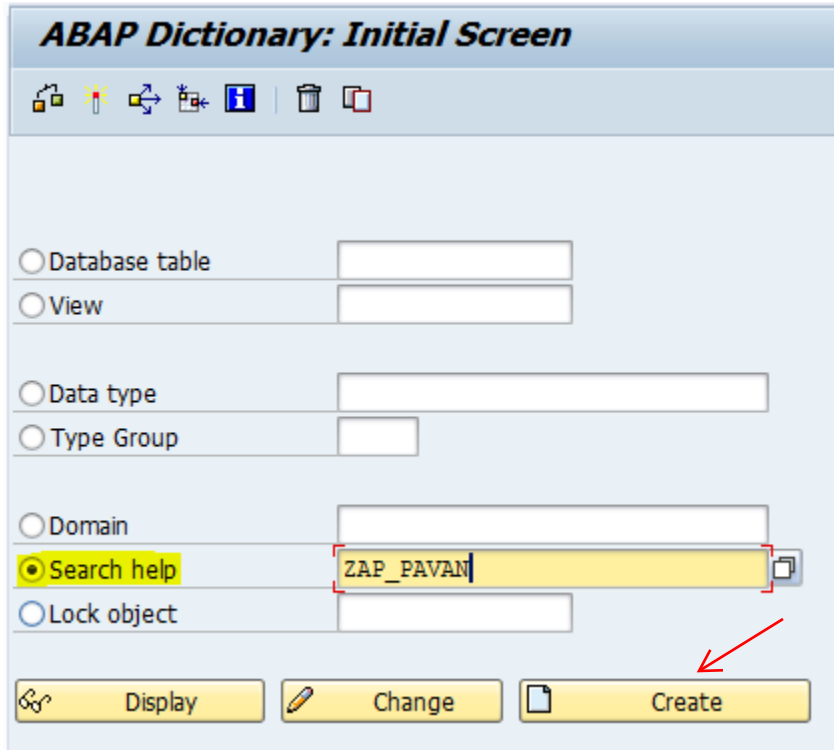 ABAP Dictionary: Initial Screen
Database table
View
Data type
Type Group
Domain
Search help ZAP_PAVAN
Lock object
Display Change Create